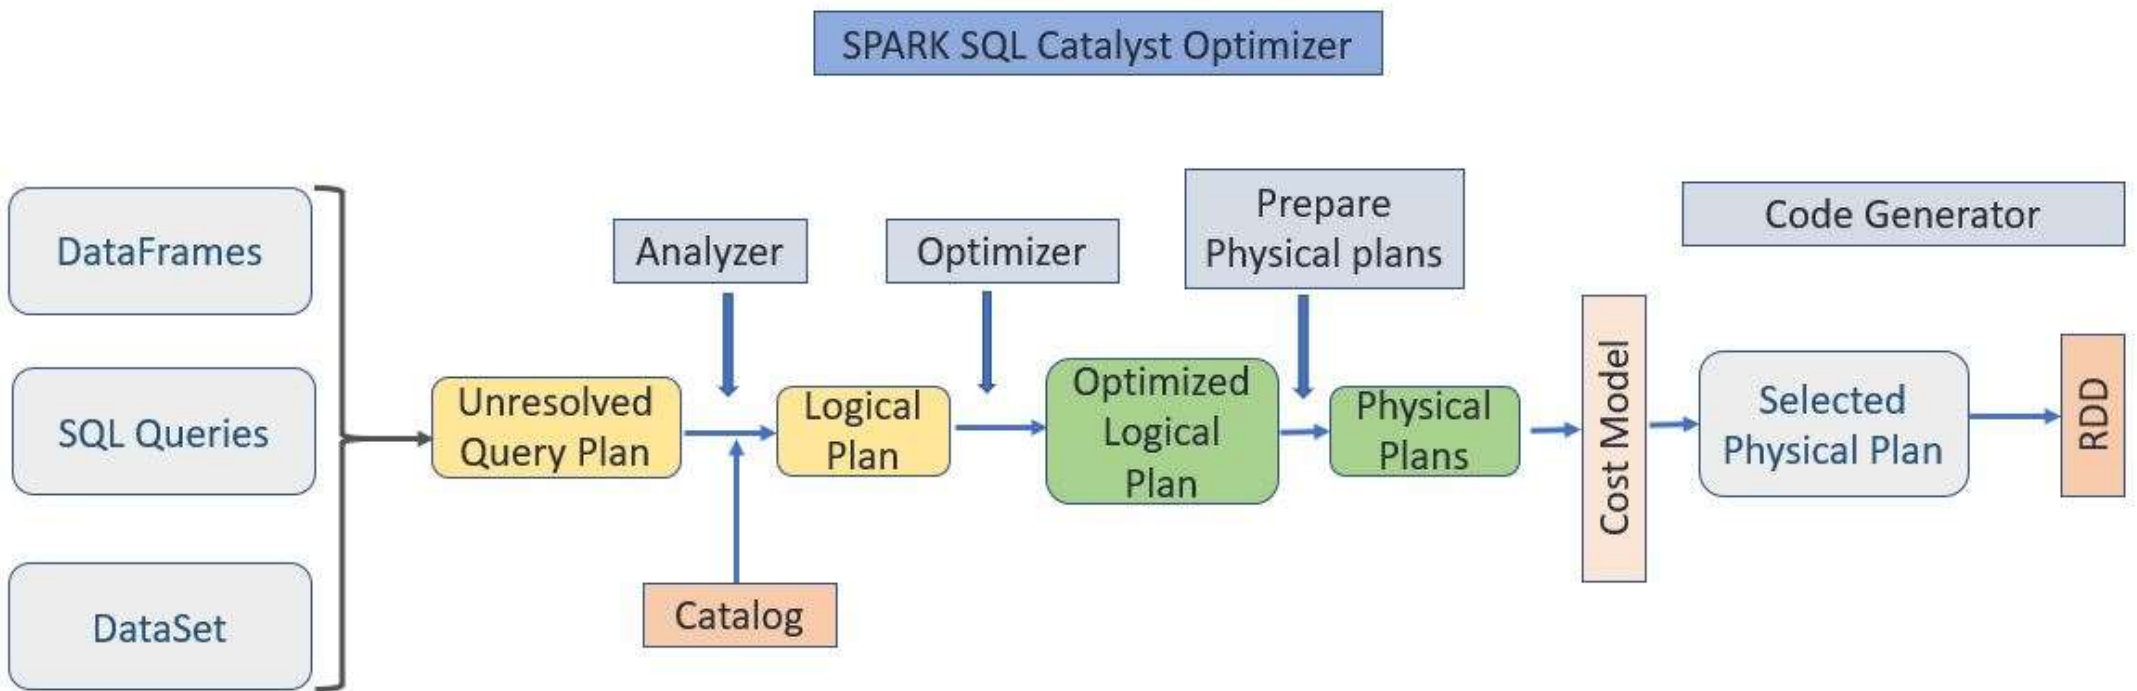 SPARK SQL Catalyst Optimizer
DataFrames
SQL Queries
DataSet
Unresolved
Query Plan
Analyzer
Catalog
Logical
Plan
Optimizer
Optimized
Logical
Plan
Prepare
Physical plans
Physical
Plans
Cost Model
Code Generator
Selected
Physical Plan
RDD